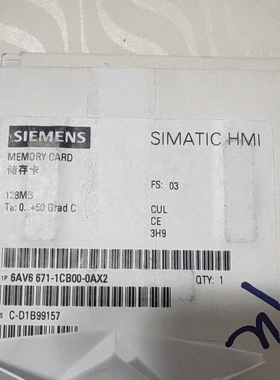 SIEMENS
SIMATIC HMI
MEMORY CARD
储存卡
FS: 03
128MB
Ta: 0...+50 Grad C
CUL
CE
3H9
1P 6AV6 671-1CB00-0AX2
QTY: 1
S C-D1B99157